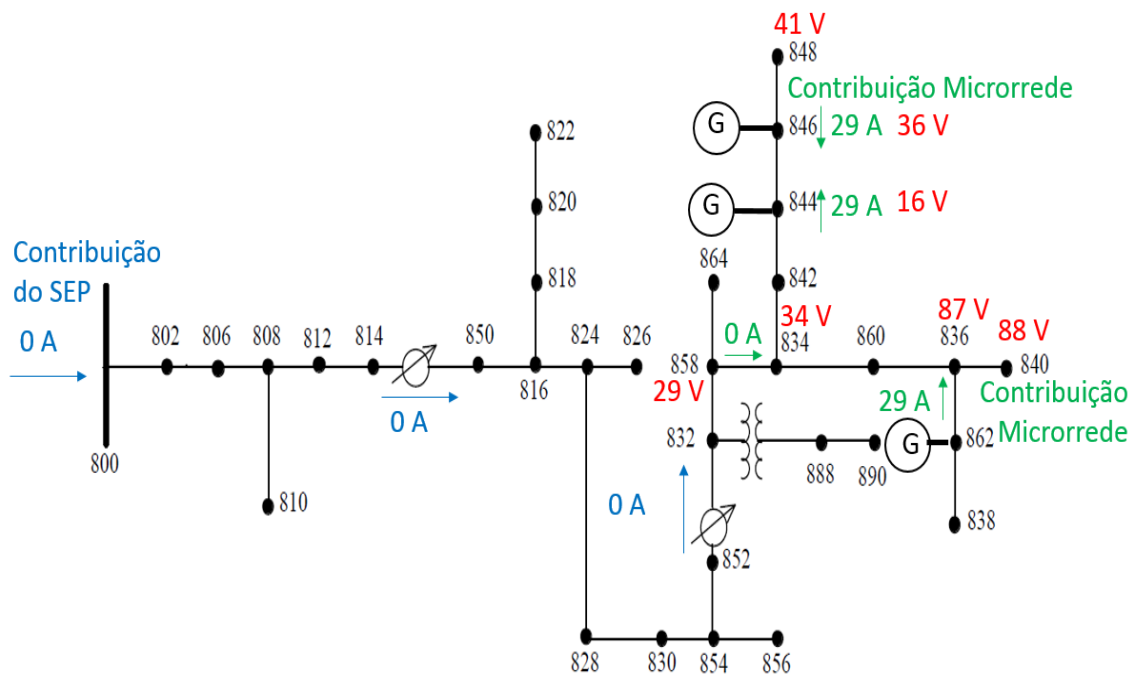 41 V
848
Contribuição Microrrede
G
846
29 A
36 V
822
G
844
29 A
16 V
820
Contribuição
do SEP
0 A
864
818
842
802
806
808
812
814
850
824
826
0 A
34 V
834
87 V
836
88 V
858
29 V
860
840
816
0 A
29 A
Contribuição
Microrrede
832
G
862
800
888
890
810
0 A
838
852
828
830
854
856